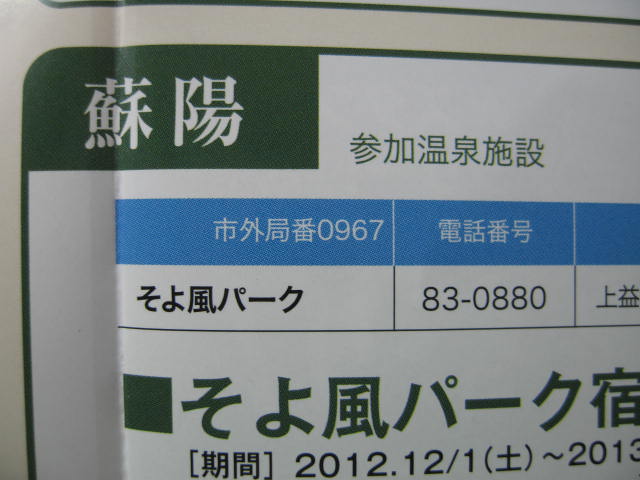 蘇陽
参加温泉施設
市外局番0967 電話番号
そよ風パーク 83-0880 上益
■そよ風パーク宿
[期間] 2012.12/1(土)～2013